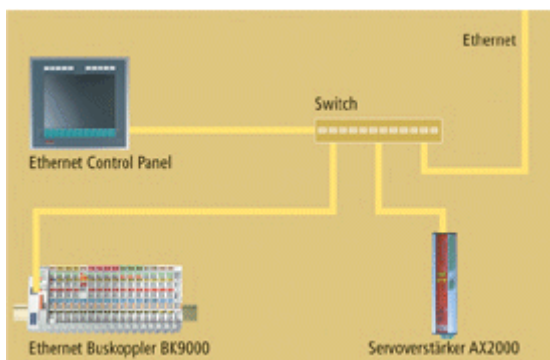 Ethernet
Switch
Ethernet Control Panel
Ethernet Buskoppler BK9000
Servoverstärker AX2000